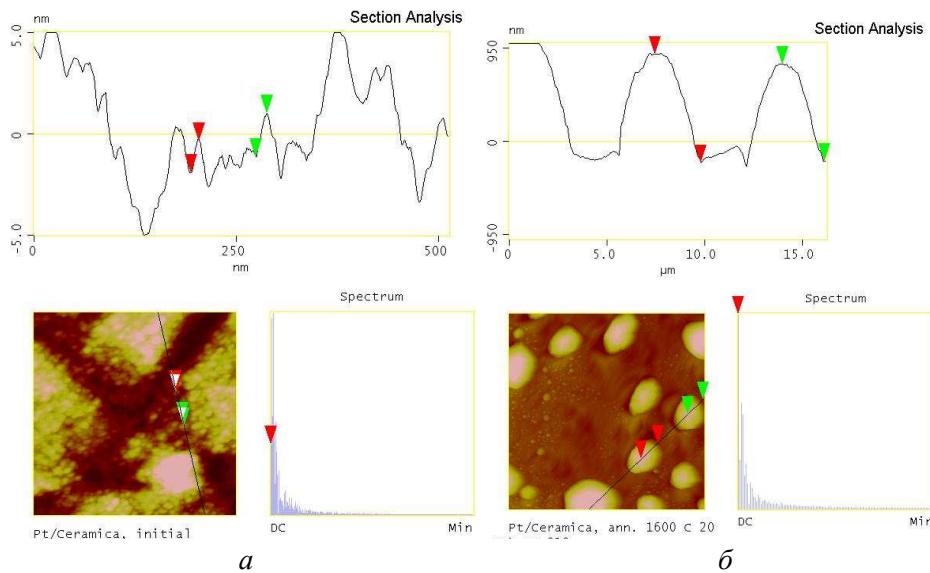 Section Analysis
nm
5.0
0
-5.0
0
250
500
nm
Spectrum
DC
Min
Pt/Ceramica, initial
а
Section Analysis
nm
950
0
-950
0
5.0
10.0
15.0
µm
Spectrum
DC
Min
Pt/Ceramica, ann. 1600 C 20
б